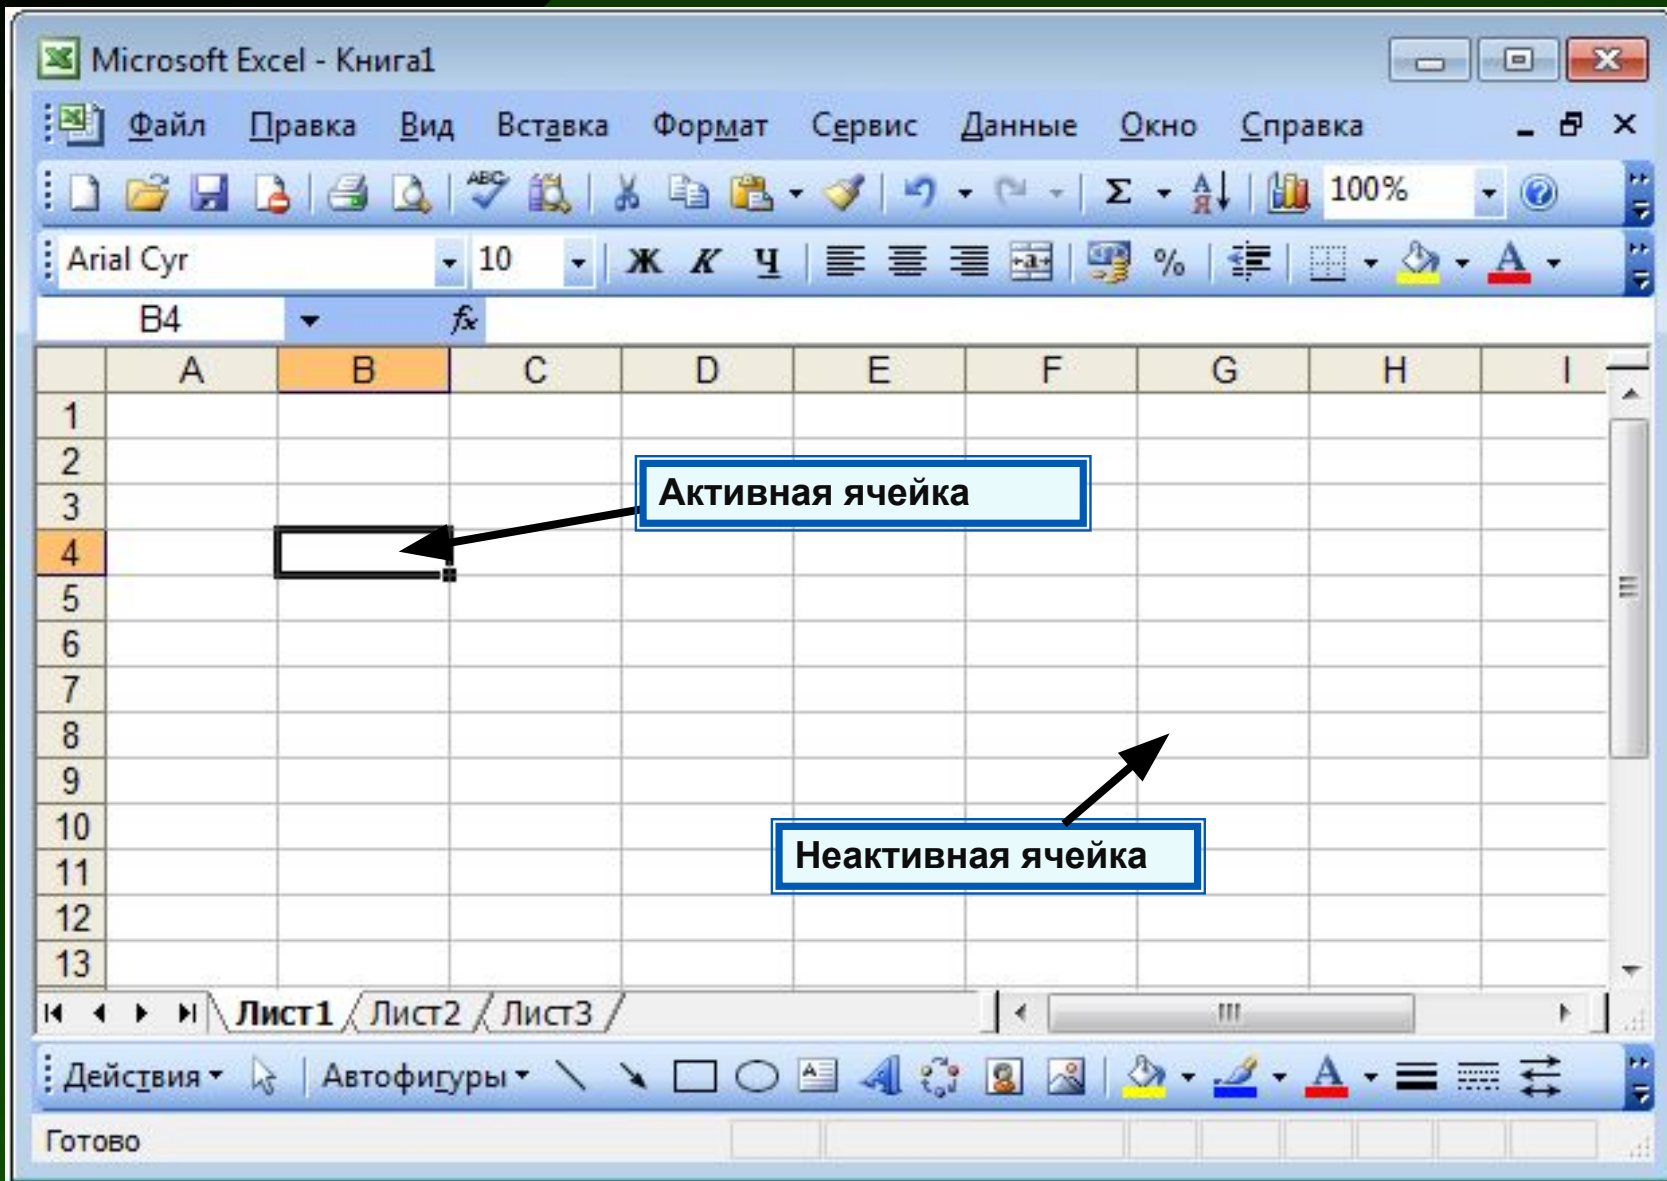 Microsoft Excel - Книга1
Файл Правка Вид Вставка Формат Сервис Данные Окно Справка
ABC Σ А Я 100% ?
Arial Cyr 10 Ж К Ч a % A
B4 fx
A B C D E F G H I
1
2
3
Активная ячейка
4
5
6
7
8
9
10
Неактивная ячейка
11
12
13
Лист1 Лист2 Лист3
Действия Автофигуры A A A
Готово